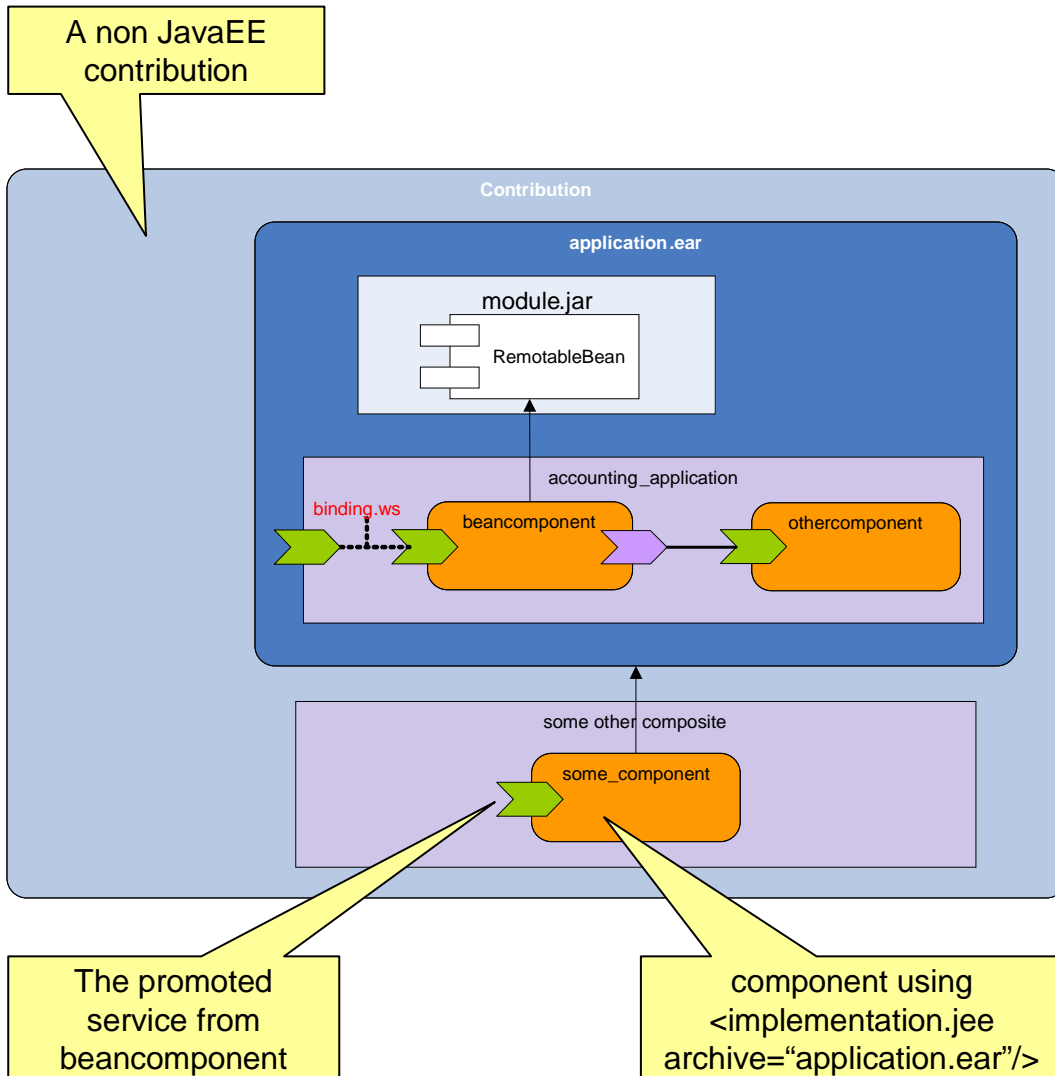 A non JavaEE
contribution
Contribution
application.ear
module.jar
RemotableBean
accounting_application
binding.ws
beancomponent
othercomponent
some other composite
some_component
The promoted
service from
beancomponent
component using
<implementation.jee
archive=“application.ear”/>